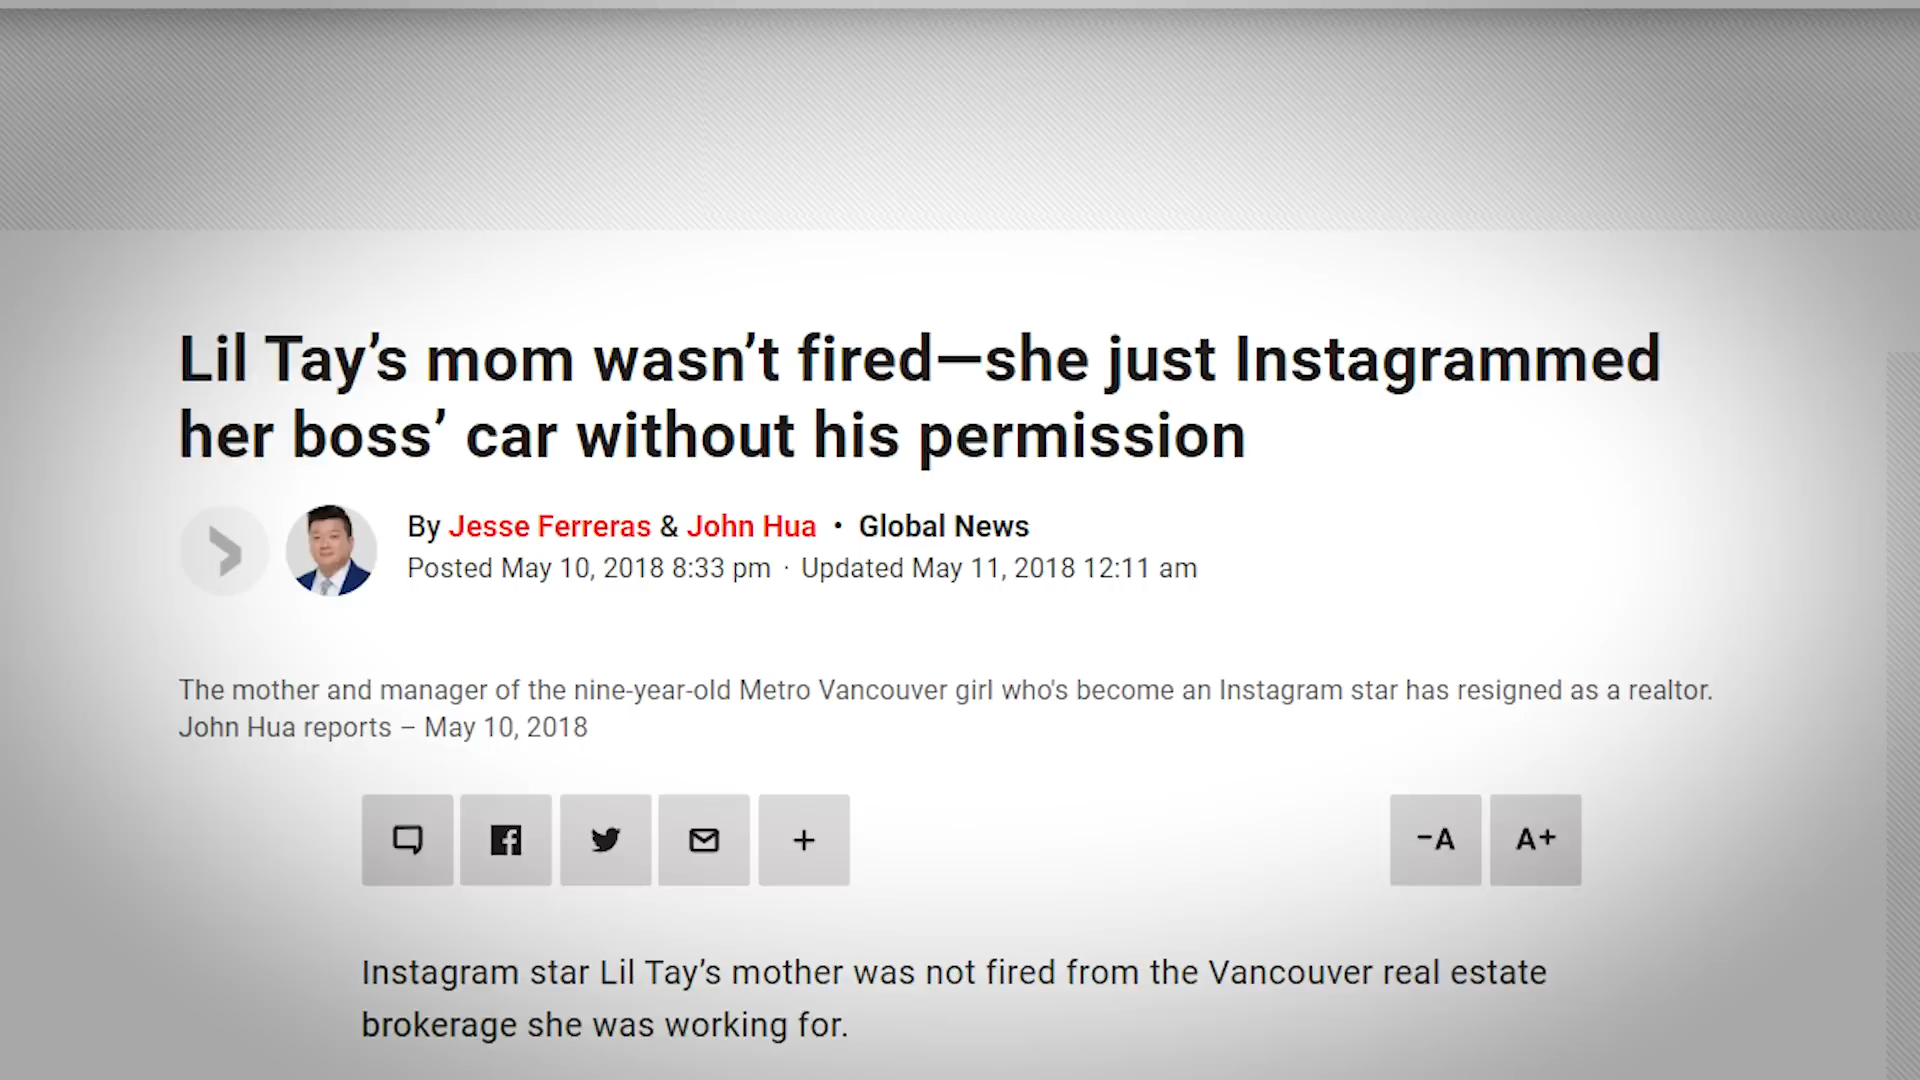 Lil Tay’s mom wasn’t fired—she just Instagrammed
her boss’ car without his permission
By Jesse Ferreras & John Hua • Global News
Posted May 10, 2018 8:33 pm · Updated May 11, 2018 12:11 am
The mother and manager of the nine-year-old Metro Vancouver girl who's become an Instagram star has resigned as a realtor.
John Hua reports – May 10, 2018
-A A+
Instagram star Lil Tay’s mother was not fired from the Vancouver real estate
brokerage she was working for.